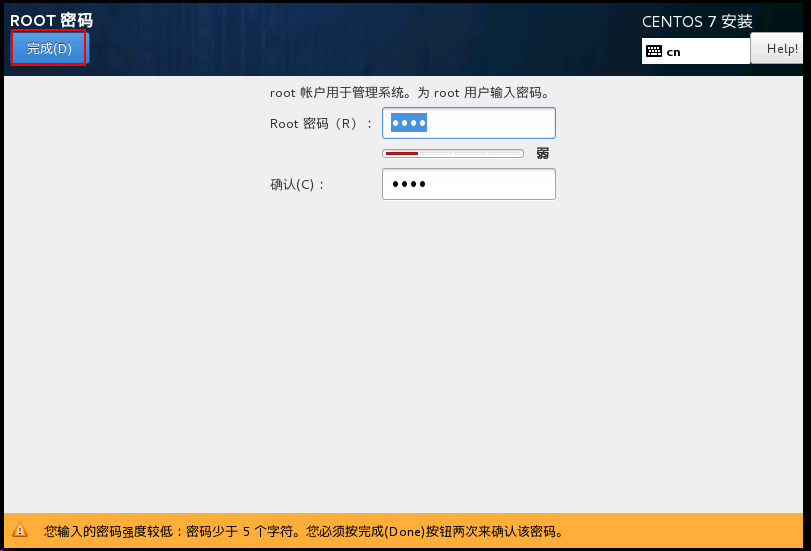 ROOT 密码
CENTOS 7 安装
完成(D)
cn
Help!
root 帐户用于管理系统。为 root 用户输入密码。
Root 密码（R）：
••••
弱
确认(C)：
••••
您输入的密码强度较低：密码少于 5 个字符。您必须按完成(Done)按钮两次来确认该密码。